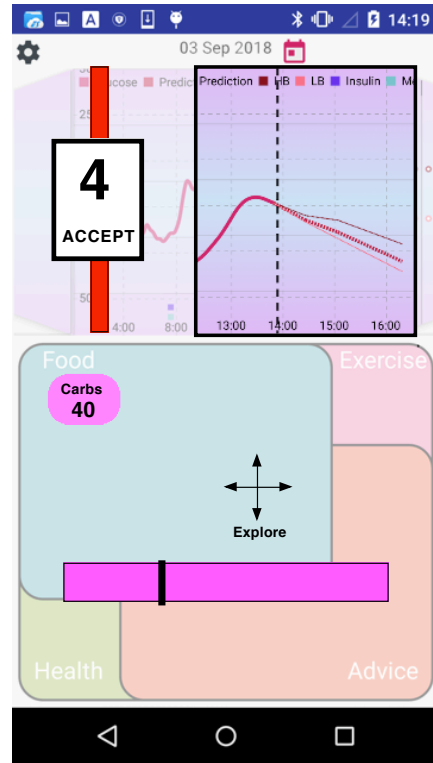 14:19
03 Sep 2018
Prediction HB LB Insulin
4
ACCEPT
50
4:00 8:00 13:00 14:00 15:00 16:00
Food Exercise
Carbs
40
Explore
Health Advice